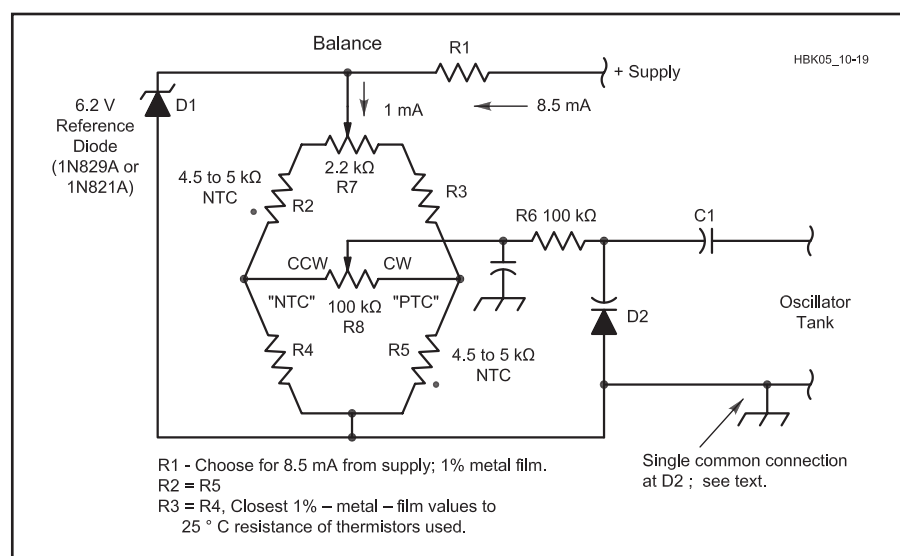 HBK05_10-19
Balance
R1
+ Supply
8.5 mA
1 mA
6.2 V
Reference
Diode
(1N829A or
1N821A)
D1
2.2 kΩ
R7
4.5 to 5 kΩ
NTC
R2
R3
R6 100 kΩ
C1
CCW
CW
"NTC"
100 kΩ
"PTC"
R8
D2
Oscillator
Tank
R4
R5
4.5 to 5 kΩ
NTC
Single common connection
at D2 ; see text.
R1 - Choose for 8.5 mA from supply; 1% metal film.
R2 = R5
R3 = R4, Closest 1% – metal – film values to
25 ° C resistance of thermistors used.